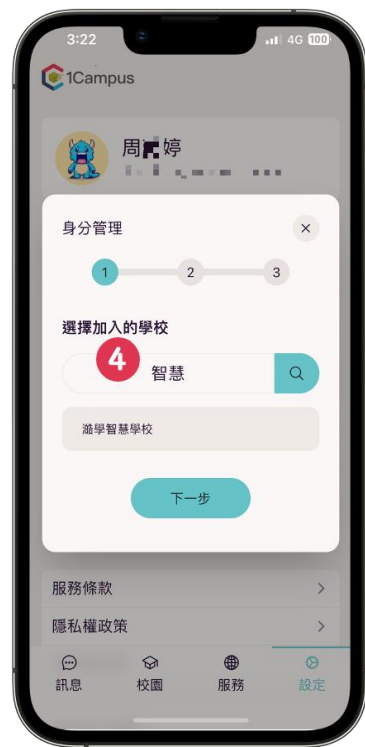 3:22
4G 100
1Campus
周 婷
身分管理
1 2 3
選擇加入的學校
4
智慧
澔學智慧學校
下一步
服務條款
隱私權政策
訊息 校園 服務 設定